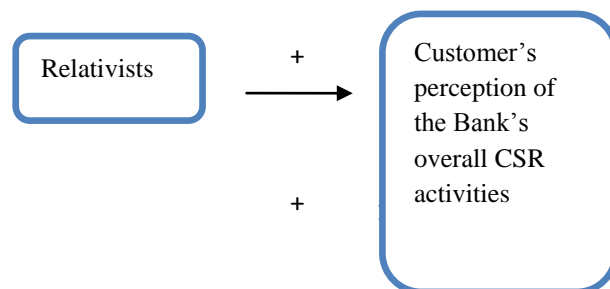 Relativists
+
Customer's
perception of
the Bank's
overall CSR
activities
+